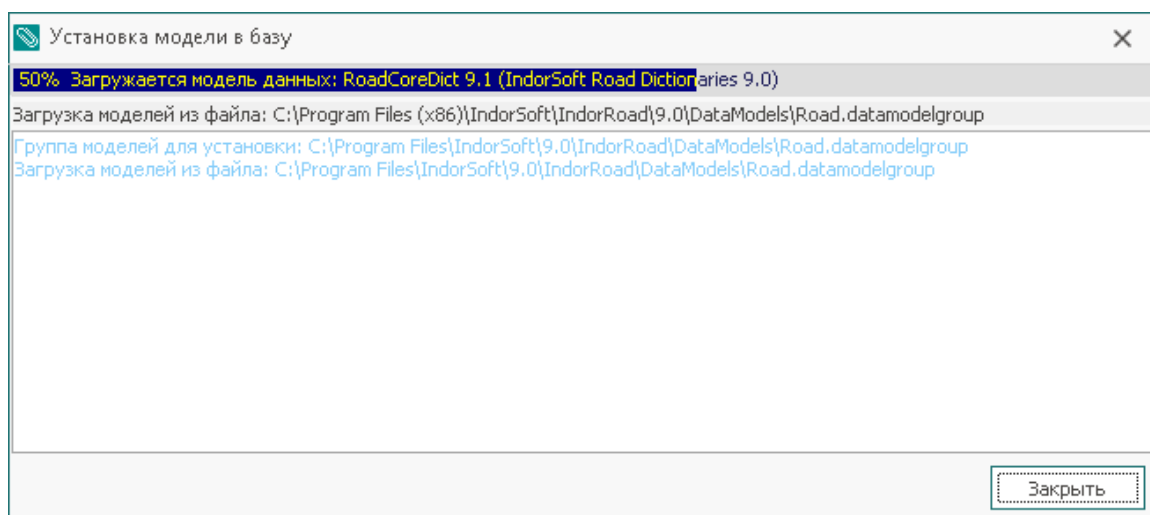 Установка модели в базу
50% Загружается модель данных: RoadCoreDict 9.1 (IndorSoft Road Dictionaries 9.0)
Загрузка моделей из файла: C:\Program Files (x86)\IndorSoft\IndorRoad\9.0\DataModels\Road.datamodelgroup
Группа моделей для установки: C:\Program Files\IndorSoft\9.0\IndorRoad\DataModels\Road.datamodelgroup
Загрузка моделей из файла: C:\Program Files\IndorSoft\9.0\IndorRoad\DataModels\Road.datamodelgroup
Закрыть